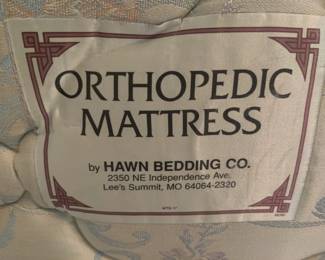 ORTHOPEDIC
MATTRESS
by HAWN BEDDING CO.
2350 NE Independence Ave.
Lee's Summit, MO 64064-2320